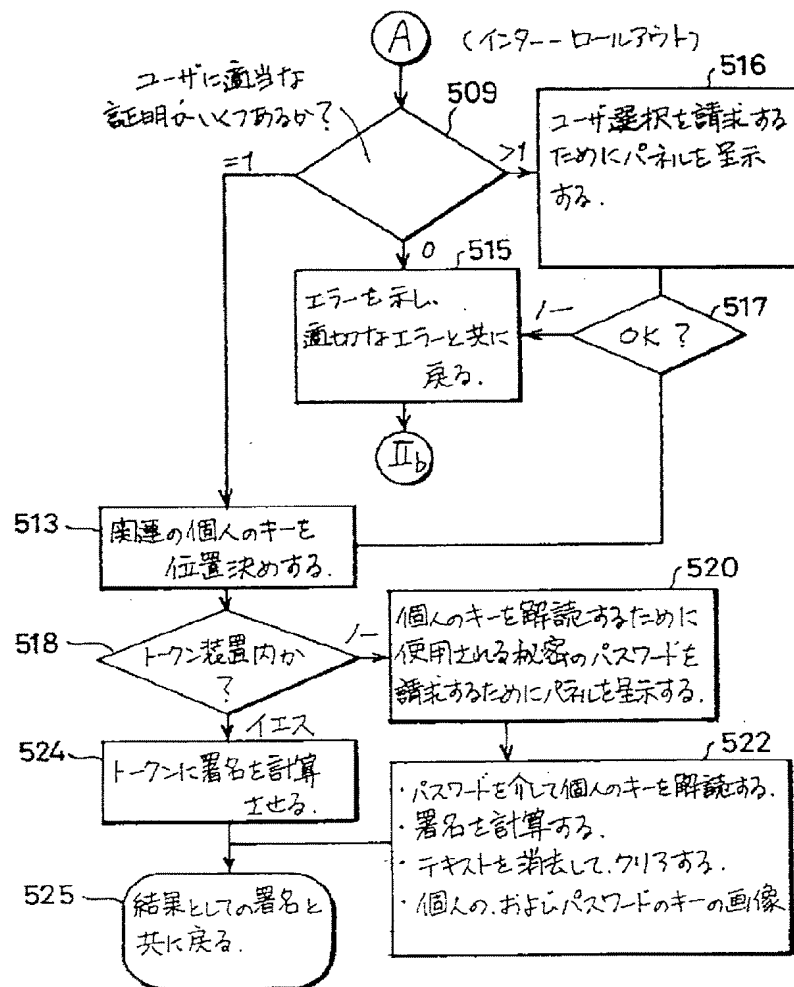 A
(インターロールアウト)
ユーザに適当な
証明がいくつあるか?
509
516
ユーザ選択を請求する
ためにパネルを呈示
する.
=1
>1
0
515
エラーを示し、
適切なエラーと共に
戻る.
ノー
517
OK?
IIb
513
関連の個人のキーを
位置決めする.
518
トークン装置内か
?
ノー
520
個人のキーを解読するために
使用される秘密のパスワードを
請求するためにパネルを呈示する.
イエス
524
トークンに署名を計算
させる.
522
・パスワードを介して個人のキーを解読する.
・署名を計算する.
・テキストを消去して、クリアする.
・個人の、およびパスワードのキーの画像
525
結果としての署名と
共に戻る.